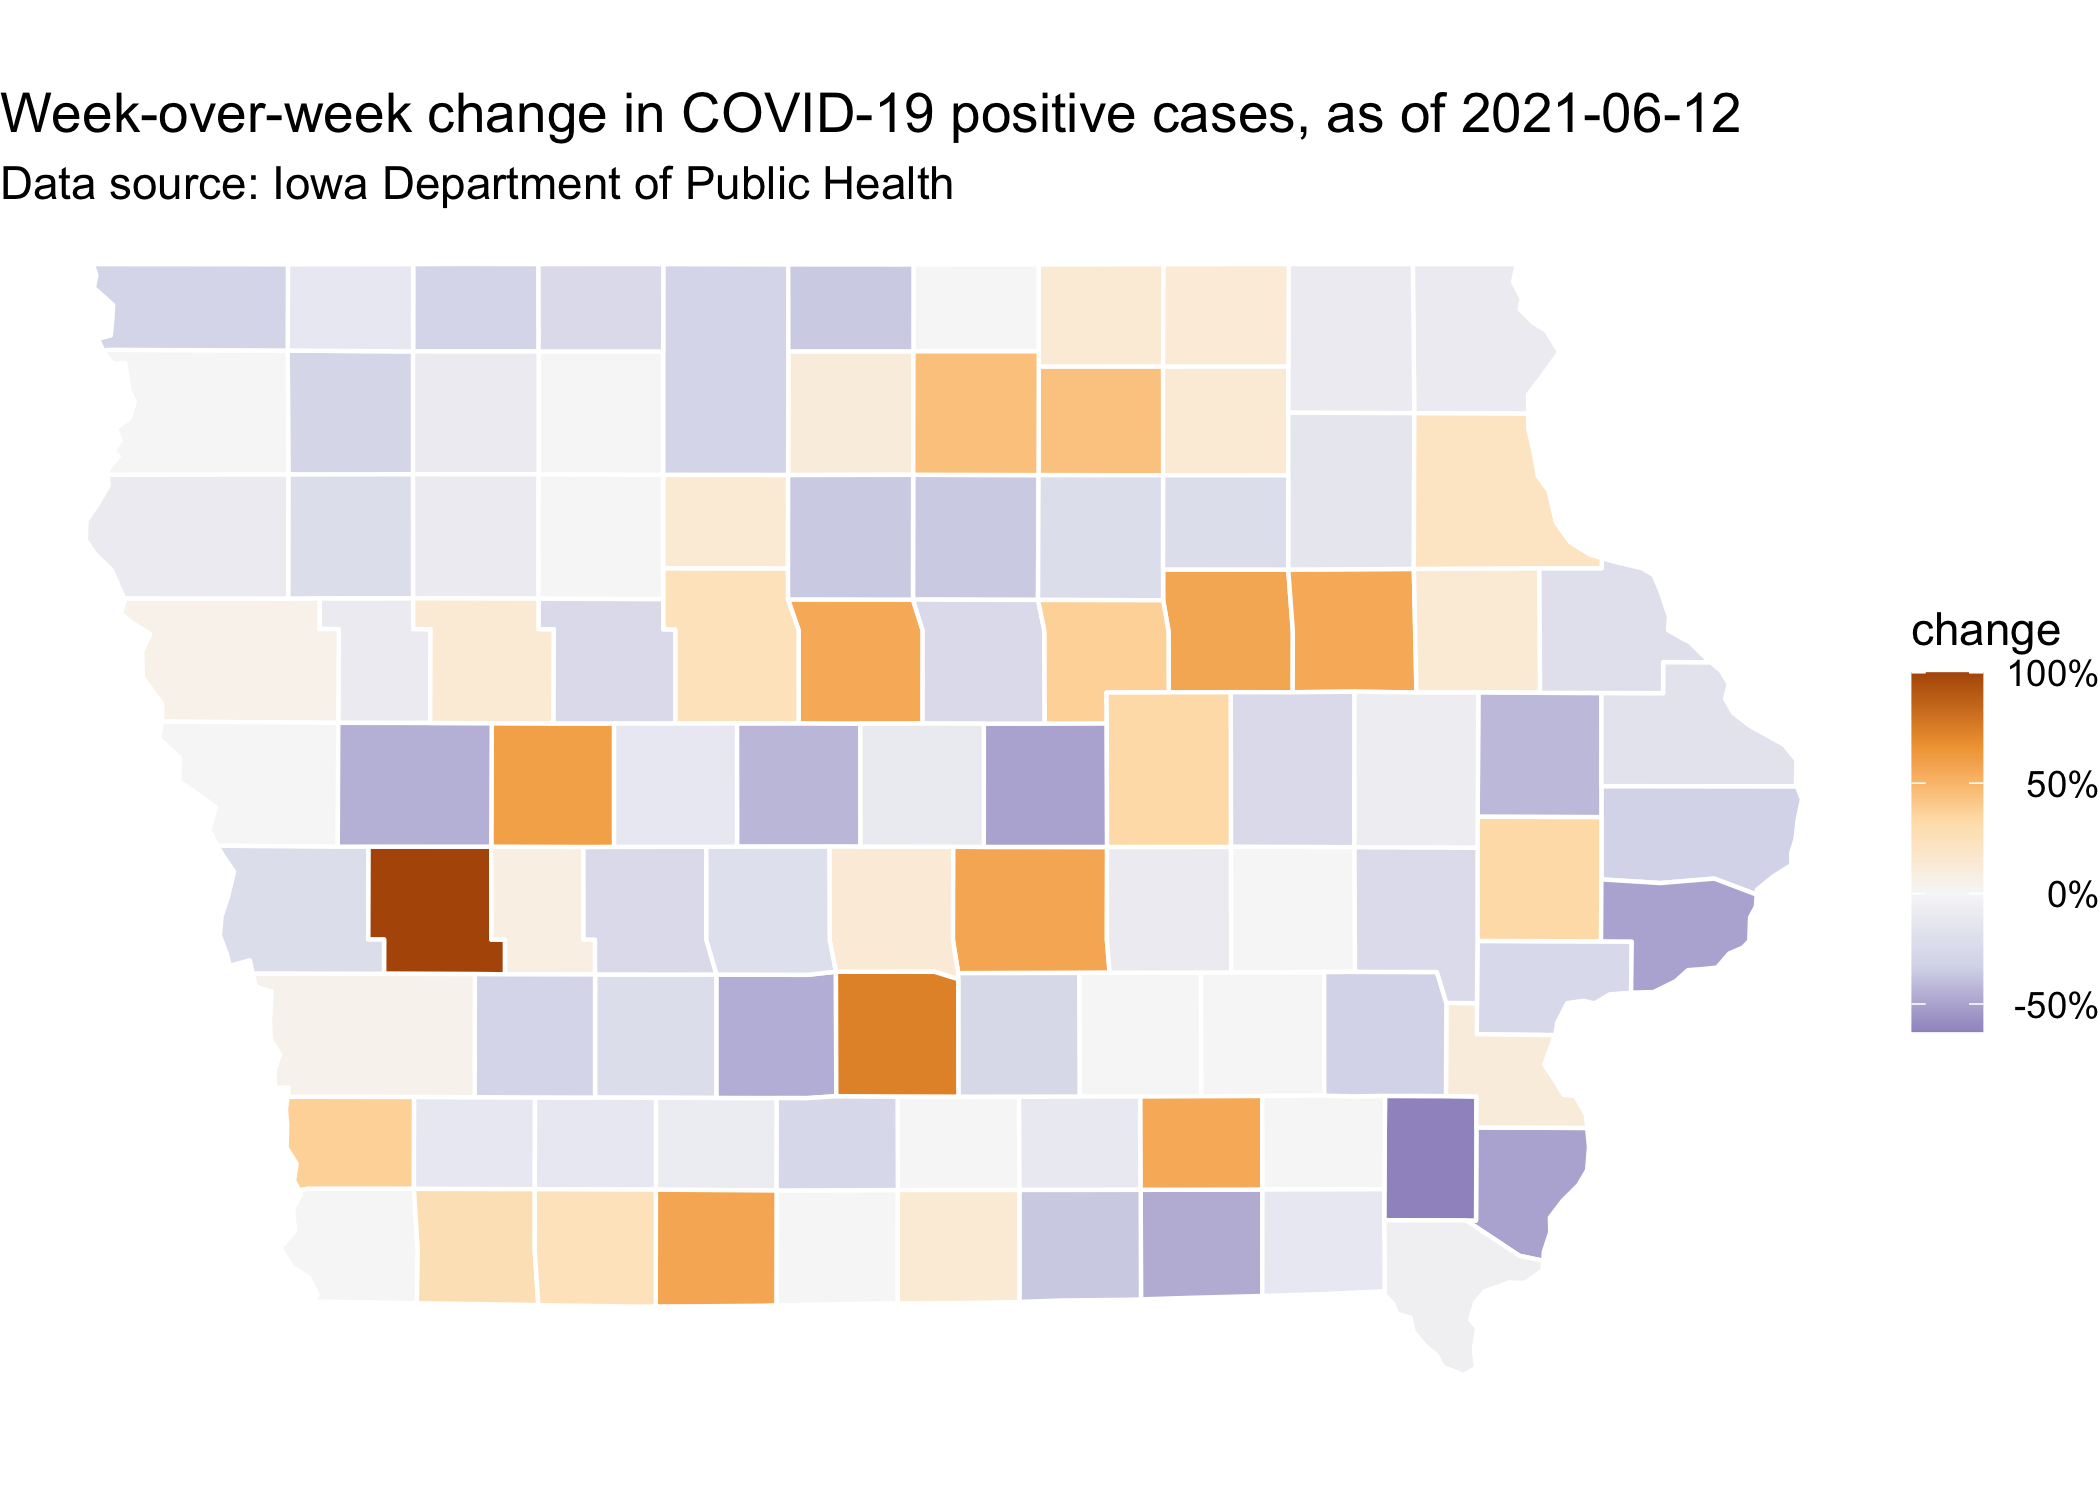 Week-over-week change in COVID-19 positive cases, as of 2021-06-12
Data source: Iowa Department of Public Health
change
100%
50%
0%
-50%